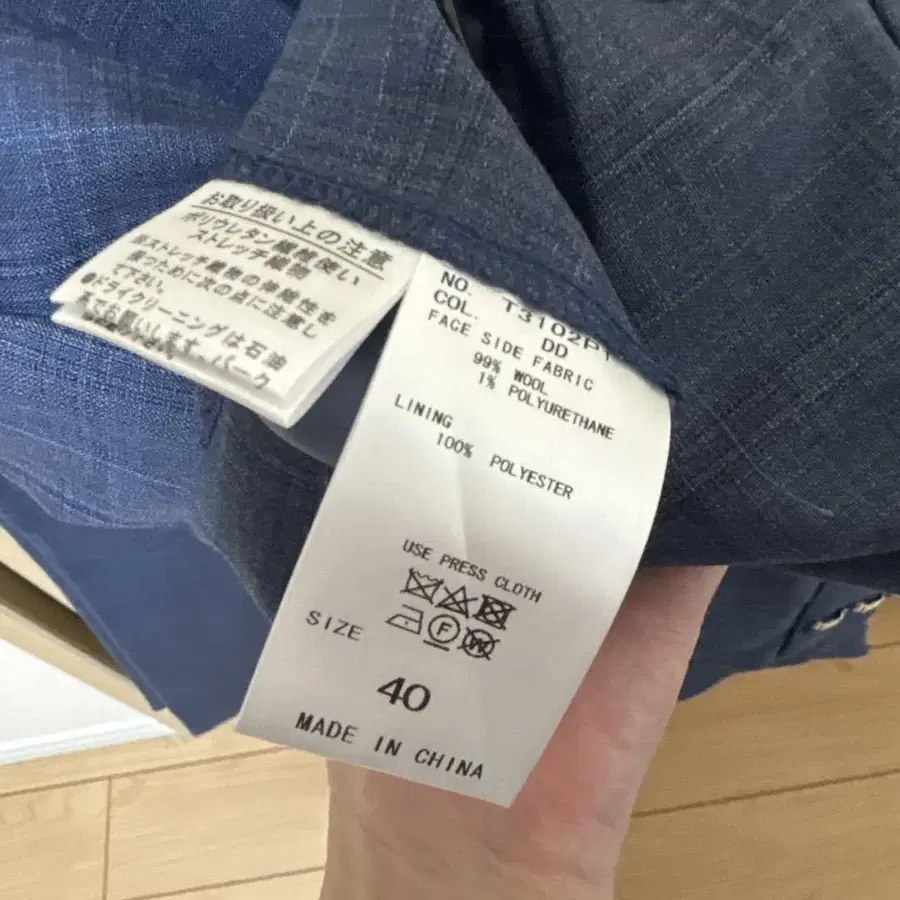 お取り扱い上の注意
ポリウレタン繊維使い
ストレッチ織物
※ストレッチ織物の伸縮性を
保つために次の点に注意し
て下さい。
●ドライクリーニングは石油
系でお願いします。パーク
NO. T3102P1
COL. DD
FACE SIDE FABRIC
99% WOOL
1% POLYURETHANE
LINING
100% POLYESTER
USE PRESS CLOTH
F
W
SIZE
40
MADE IN CHINA